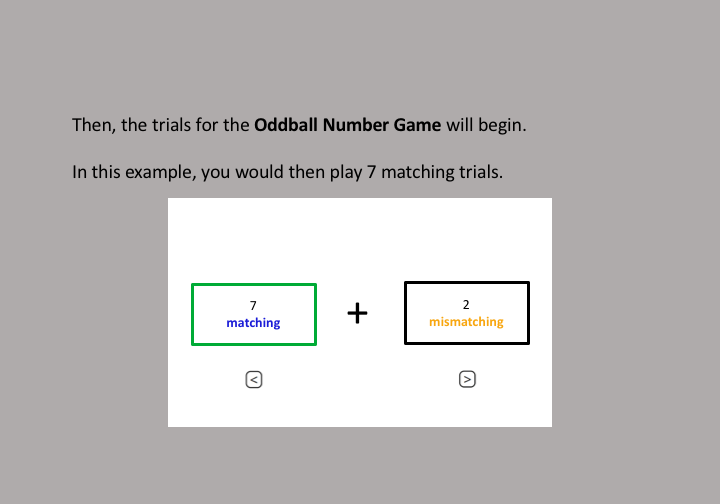 Then, the trials for the Oddball Number Game will begin.
In this example, you would then play 7 matching trials.
7
matching
+
2
mismatching
<
>